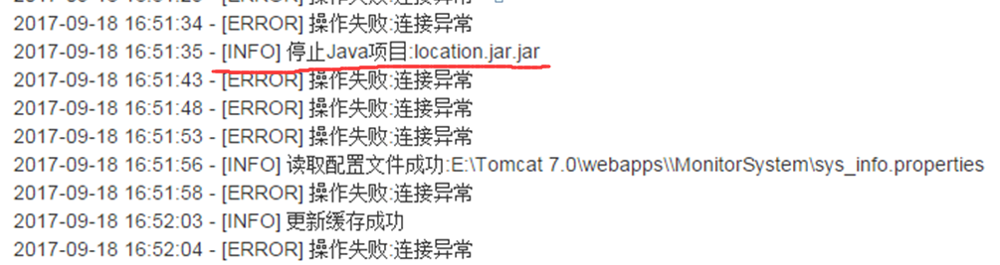 2017-09-18 16:51:34 - [ERROR] 操作失败:连接异常
2017-09-18 16:51:35 - [INFO] 停止Java项目:location.jar.jar
2017-09-18 16:51:43 - [ERROR] 操作失败:连接异常
2017-09-18 16:51:48 - [ERROR] 操作失败:连接异常
2017-09-18 16:51:53 - [ERROR] 操作失败:连接异常
2017-09-18 16:51:56 - [INFO] 读取配置文件成功:E:\Tomcat 7.0\webapps\\MonitorSystem\sys_info.properties
2017-09-18 16:51:58 - [ERROR] 操作失败:连接异常
2017-09-18 16:52:03 - [INFO] 更新缓存成功
2017-09-18 16:52:04 - [ERROR] 操作失败:连接异常